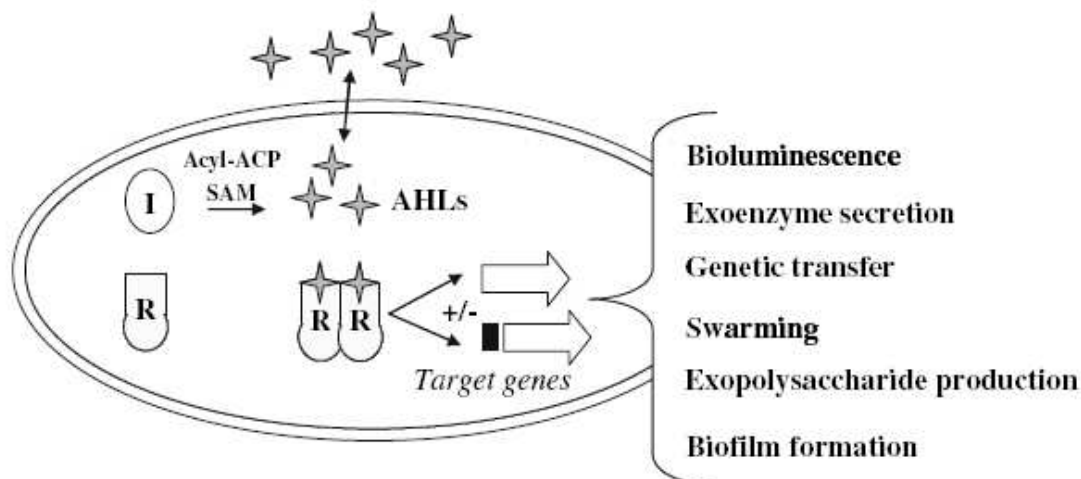 Acyl-ACP
SAM
I
AHLs
R
R R
+/-
Target genes
Bioluminescence
Exoenzyme secretion
Genetic transfer
Swarming
Exopolysaccharide production
Biofilm formation